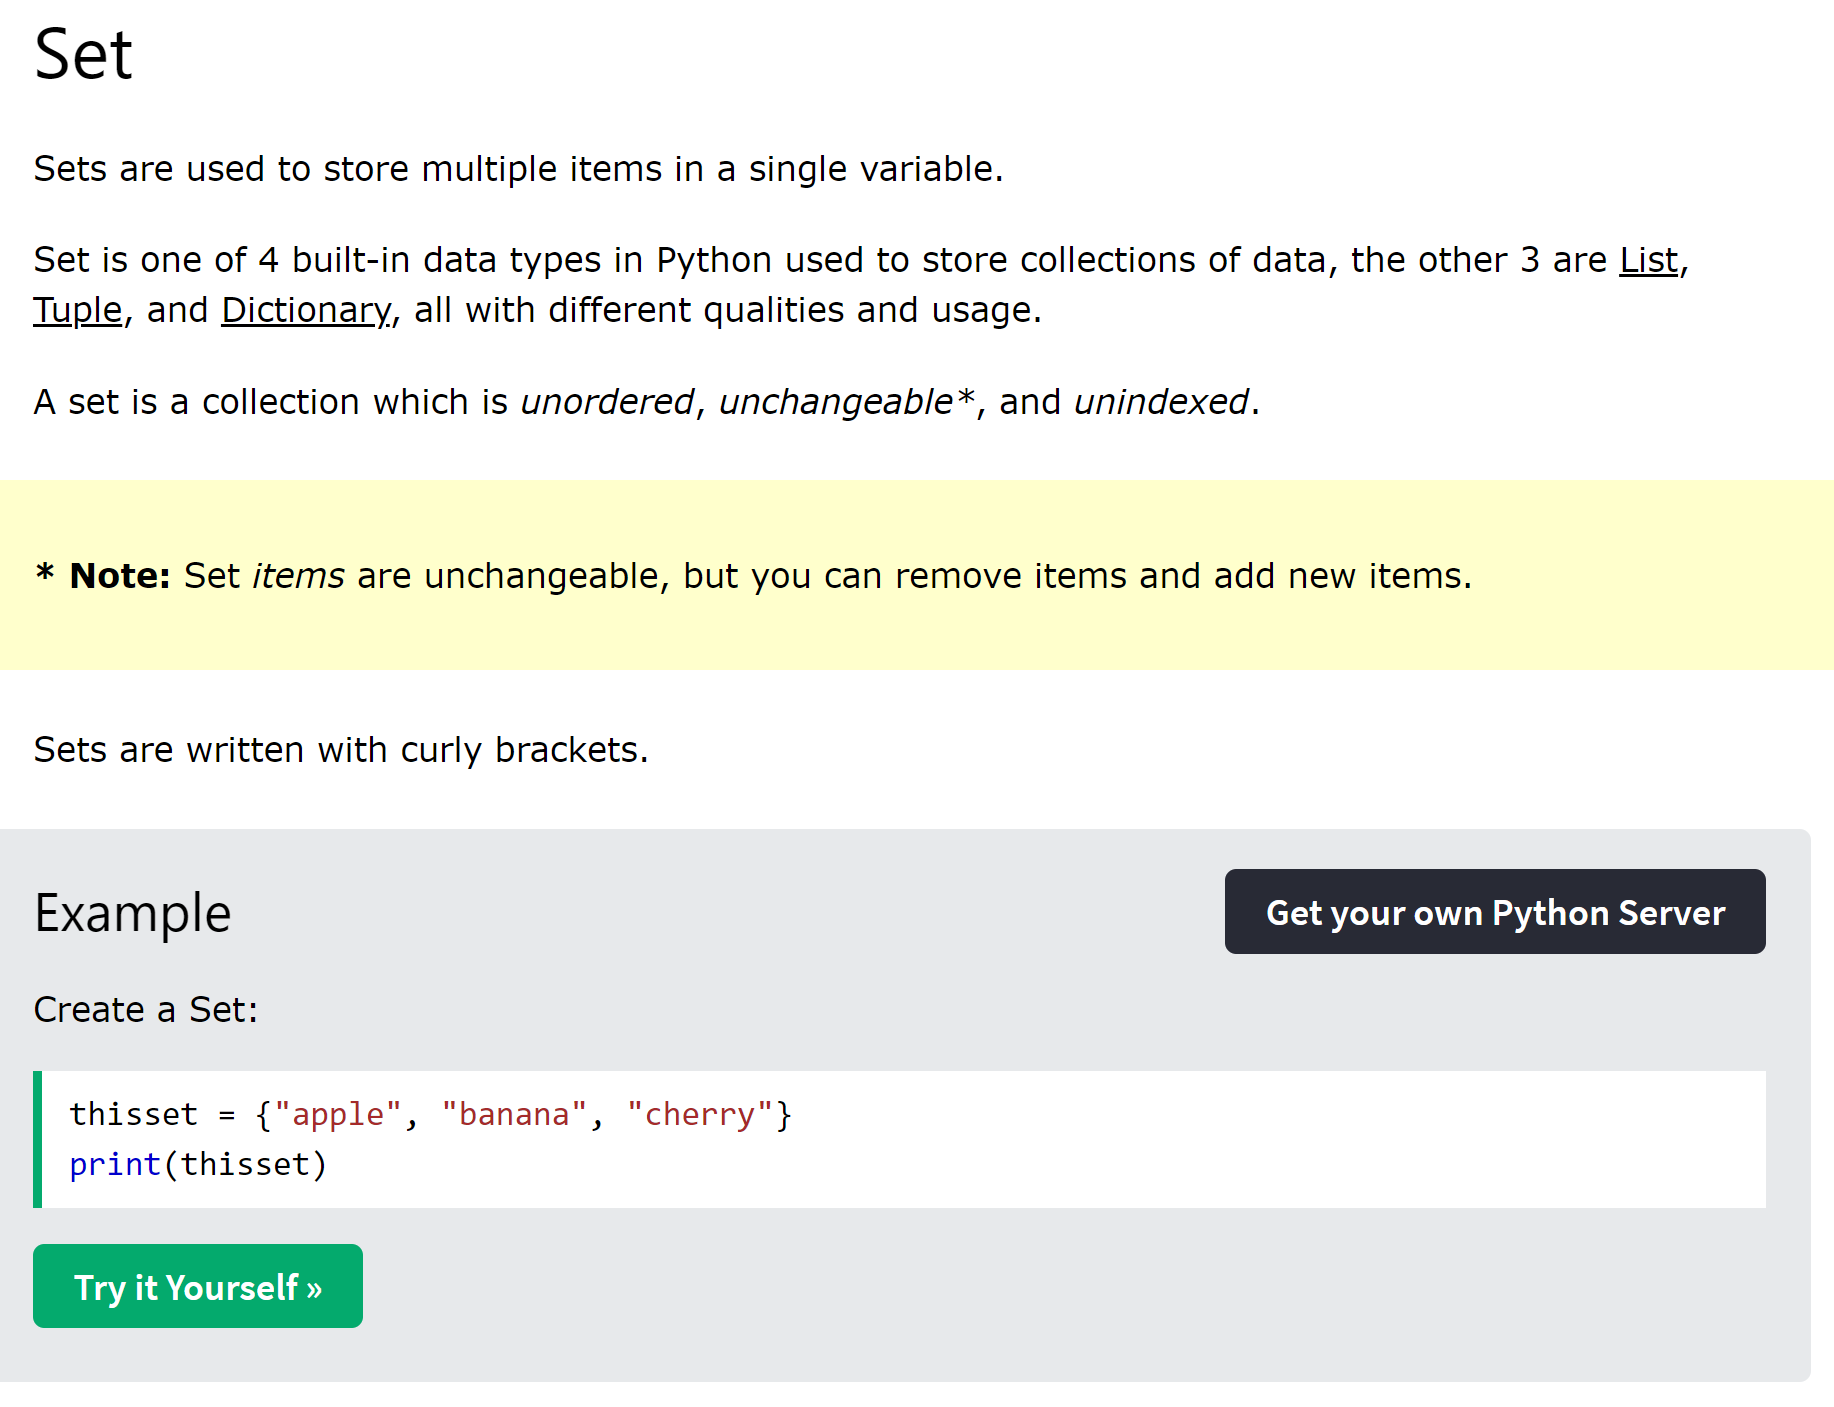 Set
Sets are used to store multiple items in a single variable.
Set is one of 4 built-in data types in Python used to store collections of data, the other 3 are List,
Tuple, and Dictionary, all with different qualities and usage.
A set is a collection which is unordered, unchangeable*, and unindexed.
* Note: Set items are unchangeable, but you can remove items and add new items.
Sets are written with curly brackets.
Example
Get your own Python Server
Create a Set:
thisset = {"apple", "banana", "cherry"}
print(thisset)
Try it Yourself »